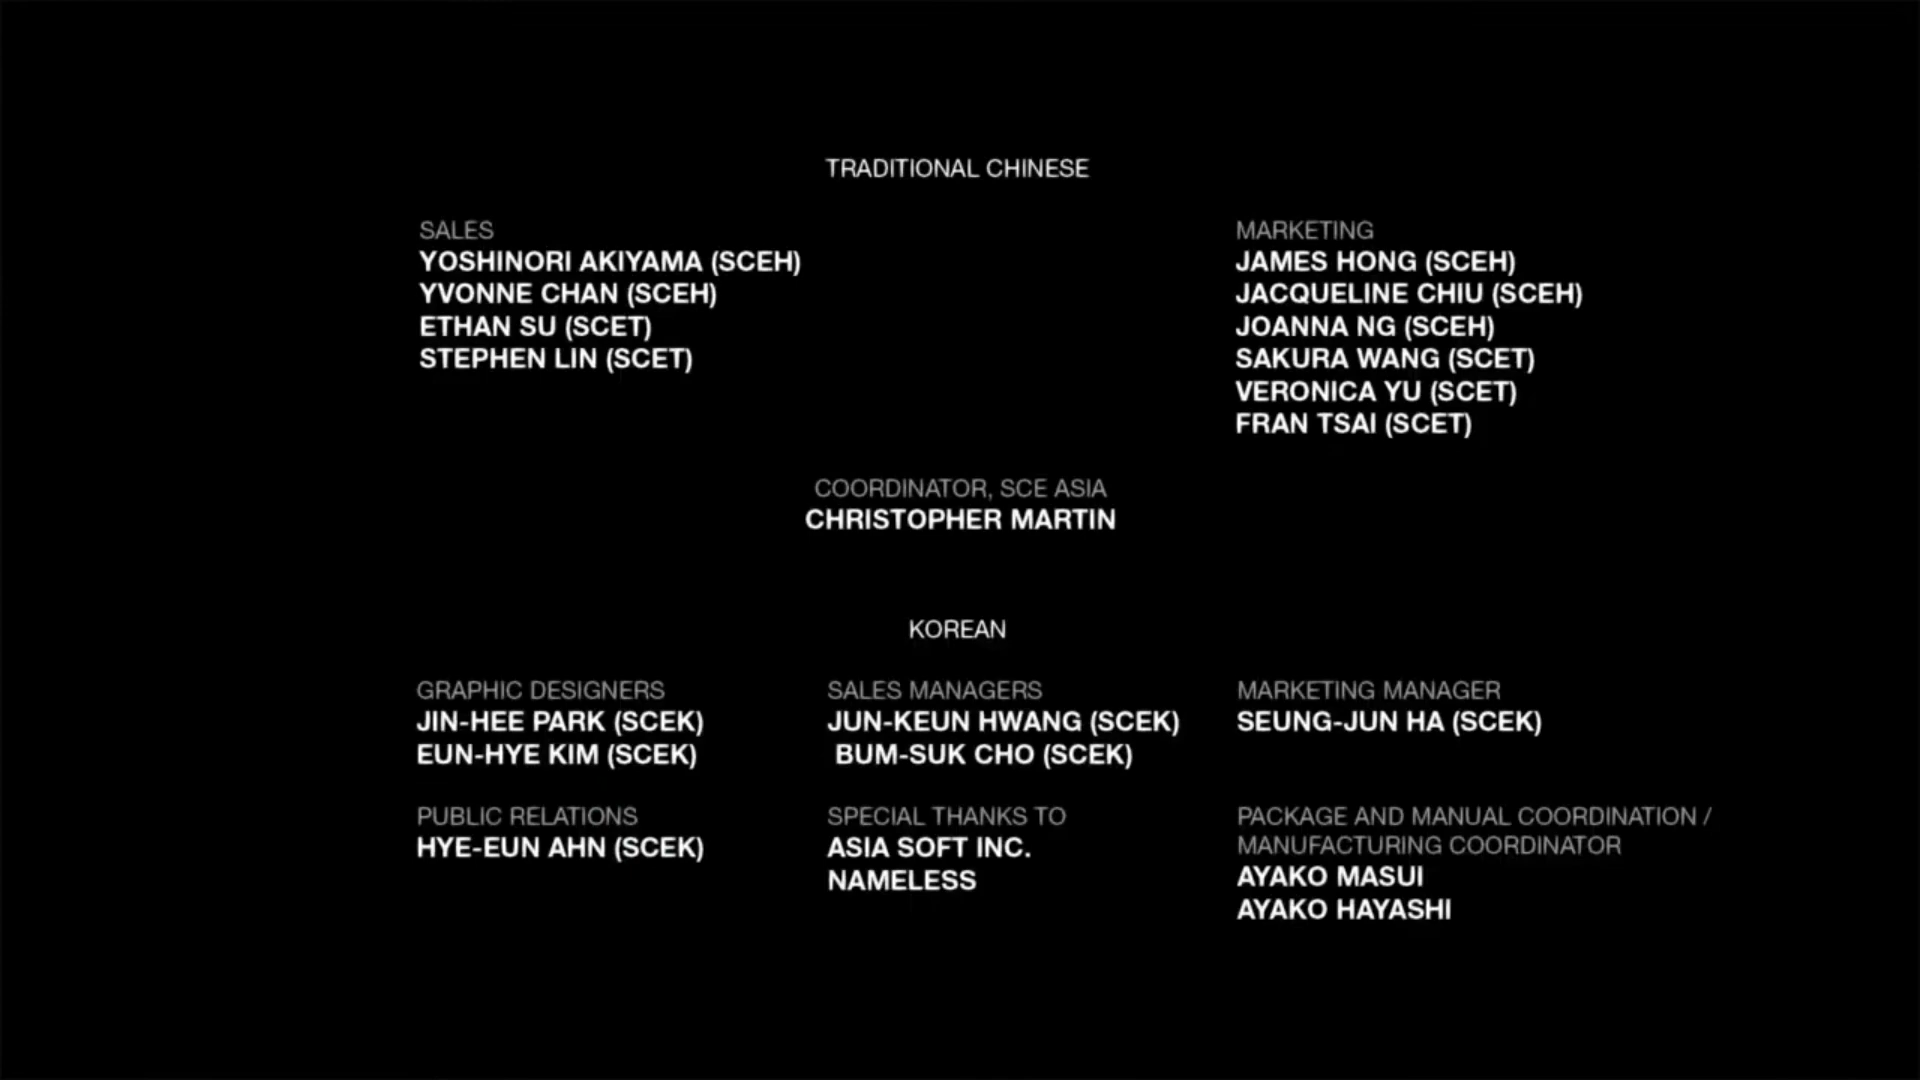 TRADITIONAL CHINESE
SALES
YOSHINORI AKIYAMA (SCEH)
YVONNE CHAN (SCEH)
ETHAN SU (SCET)
STEPHEN LIN (SCET)
MARKETING
JAMES HONG (SCEH)
JACQUELINE CHIU (SCEH)
JOANNA NG (SCEH)
SAKURA WANG (SCET)
VERONICA YU (SCET)
FRAN TSAI (SCET)
COORDINATOR, SCE ASIA
CHRISTOPHER MARTIN
KOREAN
GRAPHIC DESIGNERS
JIN-HEE PARK (SCEK)
EUN-HYE KIM (SCEK)
SALES MANAGERS
JUN-KEUN HWANG (SCEK)
BUM-SUK CHO (SCEK)
MARKETING MANAGER
SEUNG-JUN HA (SCEK)
PUBLIC RELATIONS
HYE-EUN AHN (SCEK)
SPECIAL THANKS TO
ASIA SOFT INC.
NAMELESS
PACKAGE AND MANUAL COORDINATION /
MANUFACTURING COORDINATOR
AYAKO MASUI
AYAKO HAYASHI